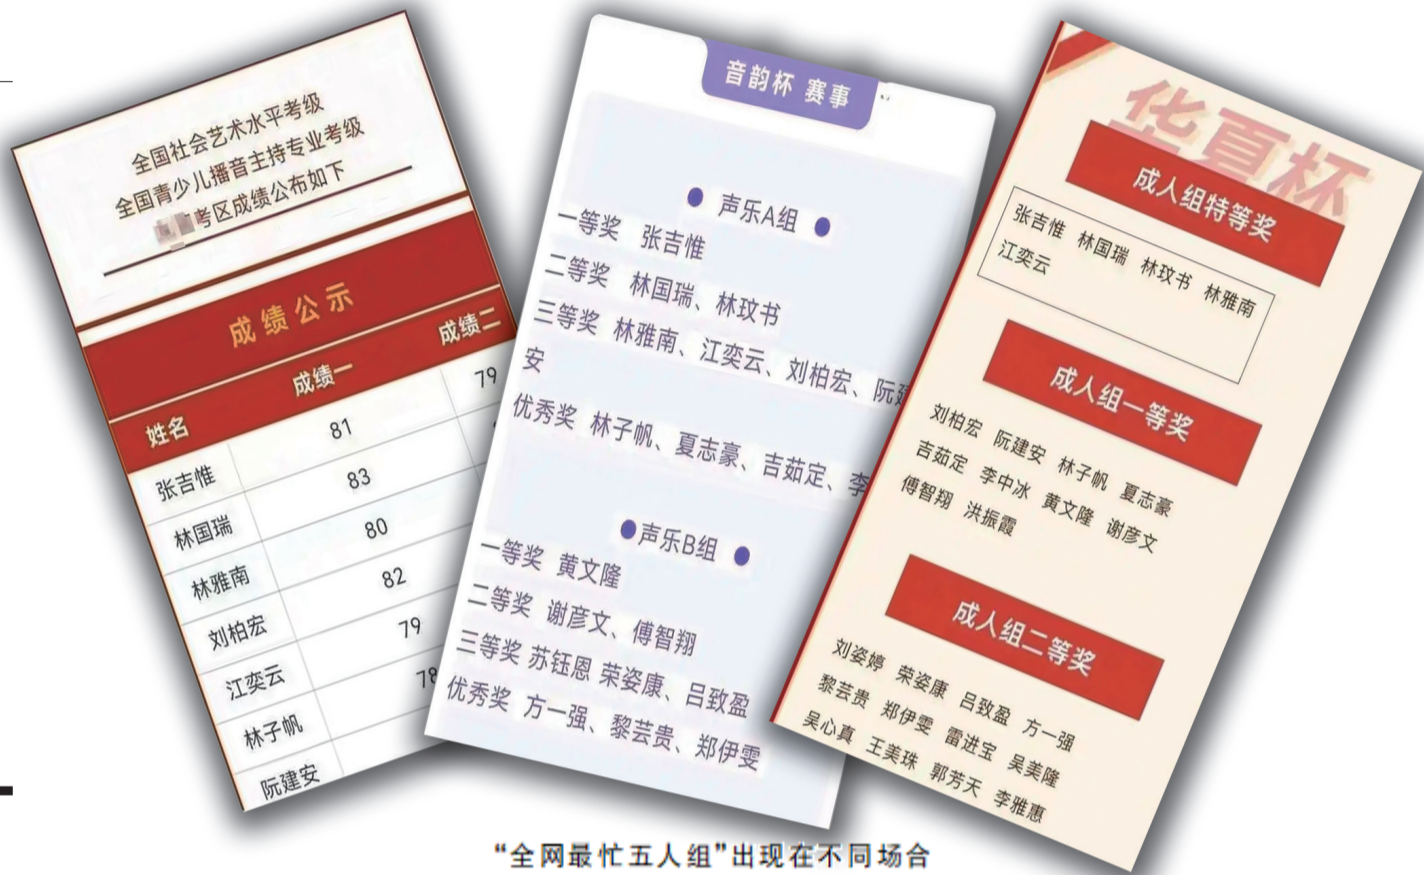 全国社会艺术水平考级
全国青少儿播音主持专业考级
考区成绩公布如下
成绩公示
姓名 成绩一 成绩二
张吉惟 81 79
林国瑞 83
林雅南 80
刘柏宏 82
江奕云 79
林子帆 78
阮建安
音韵杯 赛事
声乐A组
一等奖 张吉惟
二等奖 林国瑞、林玟书
三等奖 林雅南、江奕云、刘柏宏、阮建
安
优秀奖 林子帆、夏志豪、吉茹定、李
声乐B组
一等奖 黄文隆
二等奖 谢彦文、傅智翔
三等奖 苏钰恩 荣姿康、吕致盈
优秀奖 方一强、黎芸贵、郑伊雯
华夏杯
成人组特等奖
张吉惟 林国瑞 林玟书 林雅南
江奕云
成人组一等奖
刘柏宏 阮建安 林子帆 夏志豪
吉茹定 李中冰 黄文隆 谢彦文
傅智翔 洪振霞
成人组二等奖
刘姿婷 荣姿康 吕致盈 方一强
黎芸贵 郑伊雯 雷进宝 吴美隆
吴心真 王美珠 郭芳天 李雅惠
“全网最忙五人组”出现在不同场合